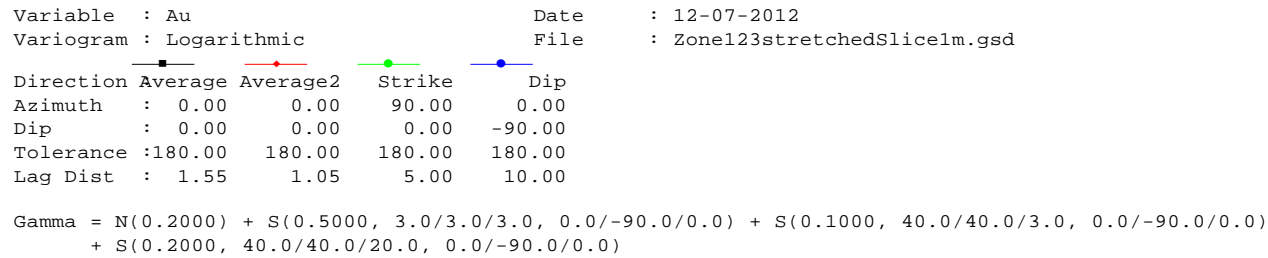 Variable  : Au                           Date      : 12-07-2012
Variogram : Logarithmic                  File      : Zone123stretchedSlice1m.gsd
Direction Average Average2   Strike      Dip
Azimuth   :  0.00     0.00    90.00     0.00
Dip       :  0.00     0.00     0.00   -90.00
Tolerance :180.00   180.00   180.00   180.00
Lag Dist  :  1.55     1.05     5.00    10.00
Gamma = N(0.2000) + S(0.5000, 3.0/3.0/3.0, 0.0/-90.0/0.0) + S(0.1000, 40.0/40.0/3.0, 0.0/-90.0/0.0)
+ S(0.2000, 40.0/40.0/20.0, 0.0/-90.0/0.0)